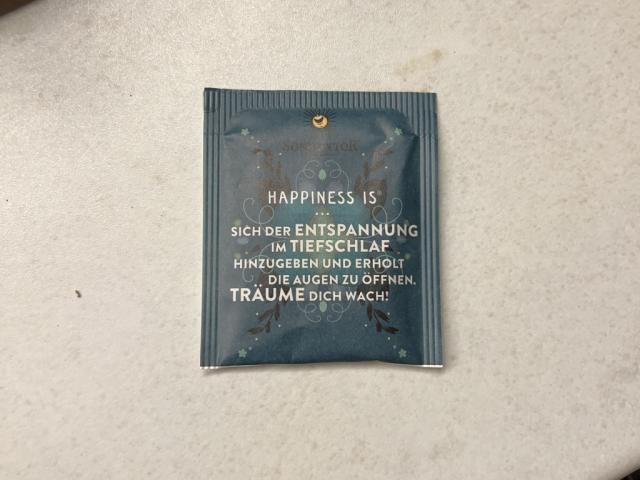 SONNENTOR
HAPPINESS IS
...
SICH DER ENTSPANNUNG
IM TIEFSCHLAF
HINZUGEBEN UND ERHOLT
DIE AUGEN ZU ÖFFNEN.
TRÄUME DICH WACH!